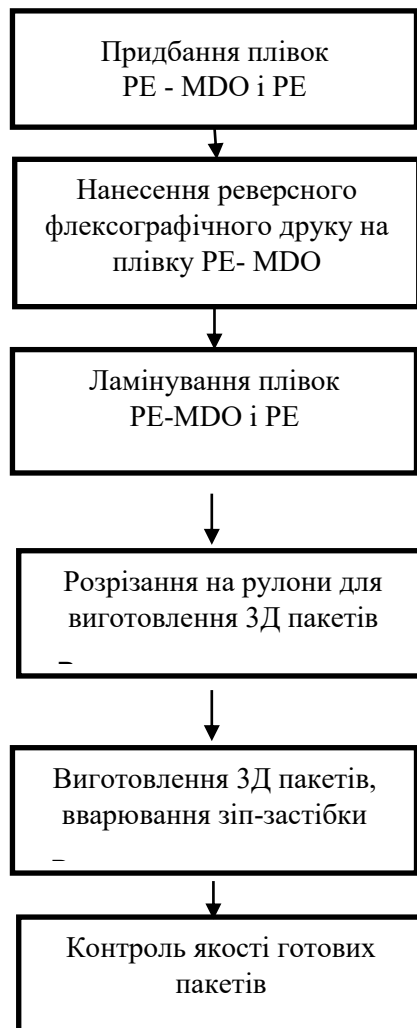 Придбання плівок
PE - MDO і PE
Нанесення реверсного
флексографічного друку на
плівку PE- MDO
Ламінування плівок
PE-MDO і PE
Розрізання на рулони для
виготовлення 3Д пакетів
Виготовлення 3Д пакетів,
вварювання зіп-застібки
Контроль якості готових
пакетів